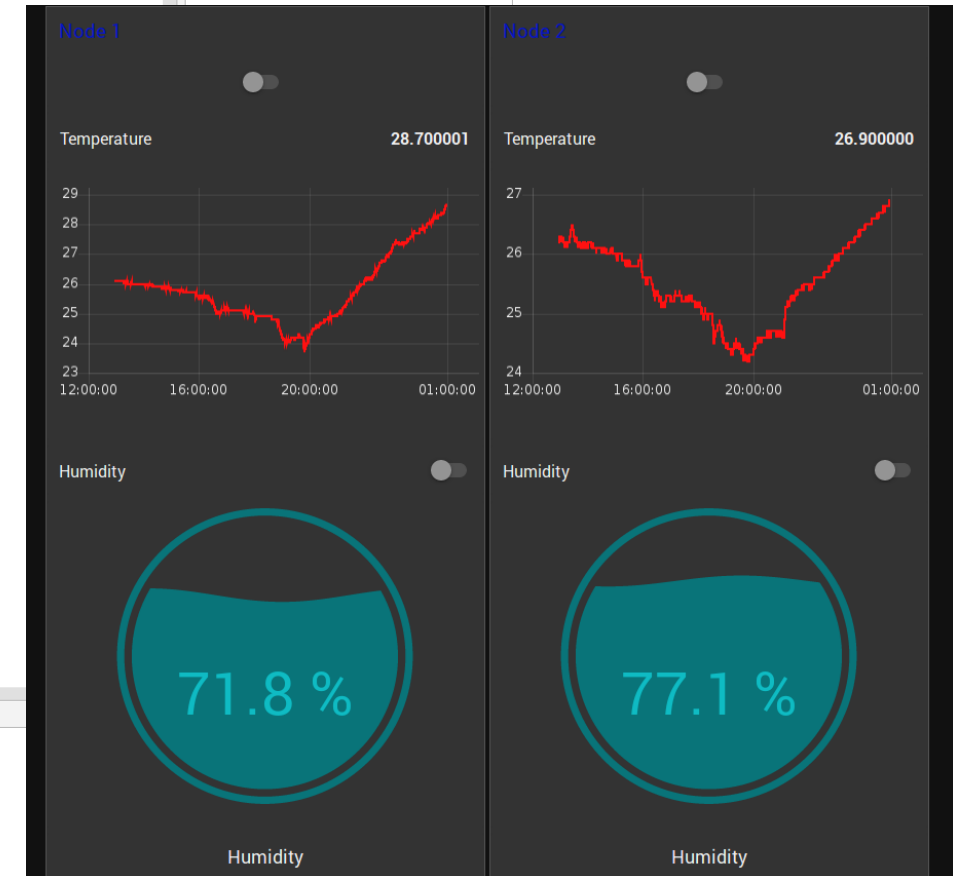 Node 1
Temperature 28.700001
29
28
27
26
25
24
23
12:00:00 16:00:00 20:00:00 01:00:00
Humidity
71.8 %
Humidity
Node 2
Temperature 26.900000
27
26
25
24
12:00:00 16:00:00 20:00:00 01:00:00
Humidity
77.1 %
Humidity